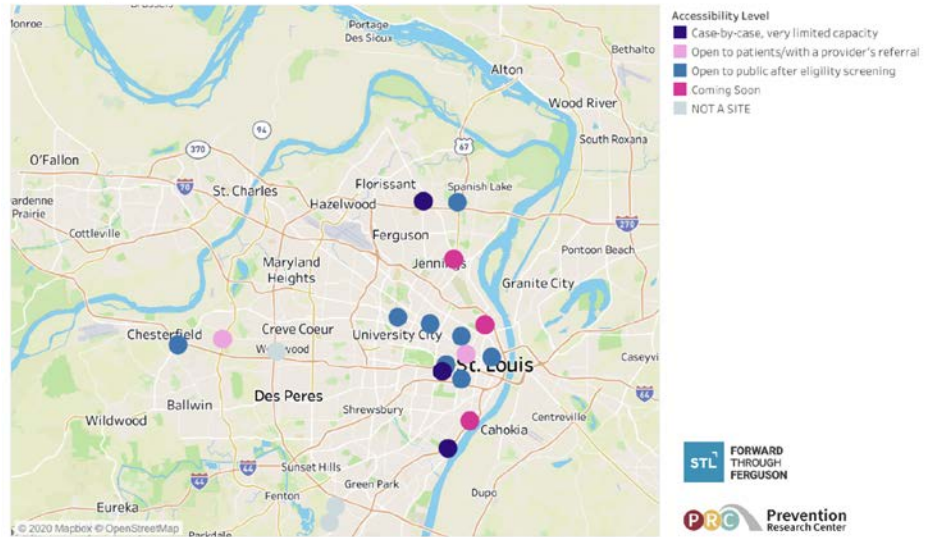 Portage
Des Sioux
Bethalto
Alton
Wood River
94
370
67
South Roxana
O'Fallon
70
St. Charles
Florissant
Spanish Lake
ardenne
Prairie
Hazelwood
270
Cottleville
Ferguson
Pontoon Beach
Maryland
Heights
Jennings
Granite City
Chesterfield
Creve Coeur
University City
St. Louis
Caseyvi
64
Des Peres
Ballwin
Shrewsbury
Wildwood
Centreville
Cahokia
44
Sunset Hills
44
Green Park
Dupo
Fenton
Eureka
© 2020 Mapbox © OpenStreetMap
Accessibility Level
Case-by-case, very limited capacity
Open to patients/with a provider's referral
Open to public after eligility screening
Coming Soon
NOT A SITE
STL
FORWARD
THROUGH
FERGUSON
PRC
Prevention
Research Center